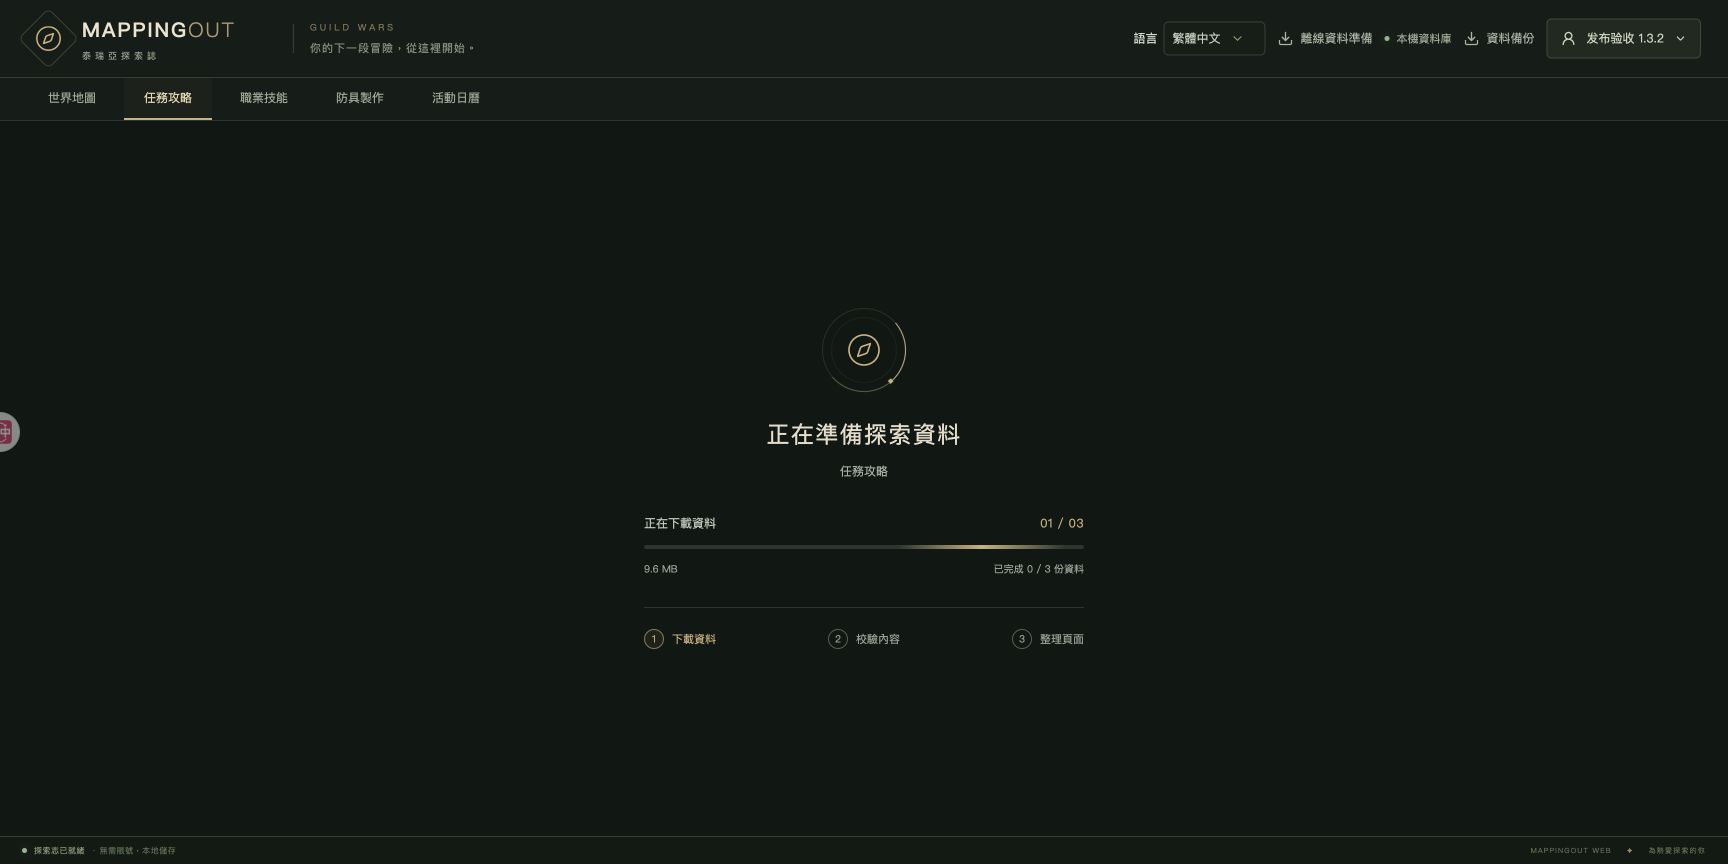 MAPPINGOUT
泰瑞亞探索誌
GUILD WARS
你的下一段冒險，從這裡開始。
語言
繁體中文
離線資料準備
本機資料庫
資料備份
发布验收 1.3.2
世界地圖
任務攻略
職業技能
防具製作
活動日曆
中
正在準備探索資料
任務攻略
正在下載資料
01 / 03
9.6 MB
已完成 0 / 3 份資料
1 下載資料
2 校驗內容
3 整理頁面
探索志已就緒 · 無需賬號，本地儲存
MAPPINGOUT WEB
為熱愛探索的你